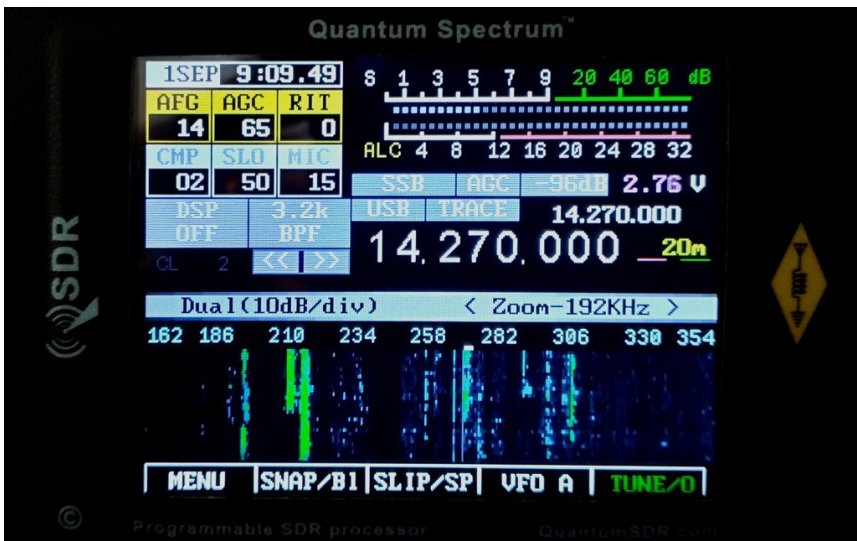 Quantum Spectrum™
1SEP 9:09.49
S 1 3 5 7 9 20 40 60 dB
AFG AGC RIT
14 65 0
ALC 4 8 12 16 20 24 28 32
CMP SLO MIC
02 50 15
SSB AGC -96dB 2.76 V
DSP 3.2k USB TRACE 14.270.000
OFF BPF
14.270.000 20m
CL 2 << >>
Dual(10dB/div) < Zoom-192KHz >
162 186 210 234 258 282 306 330 354
MENU SNAP/B1 SLIP/SP VFO A TUNE/O
SDR
©
Programmable SDR processor QuantumSDR.com